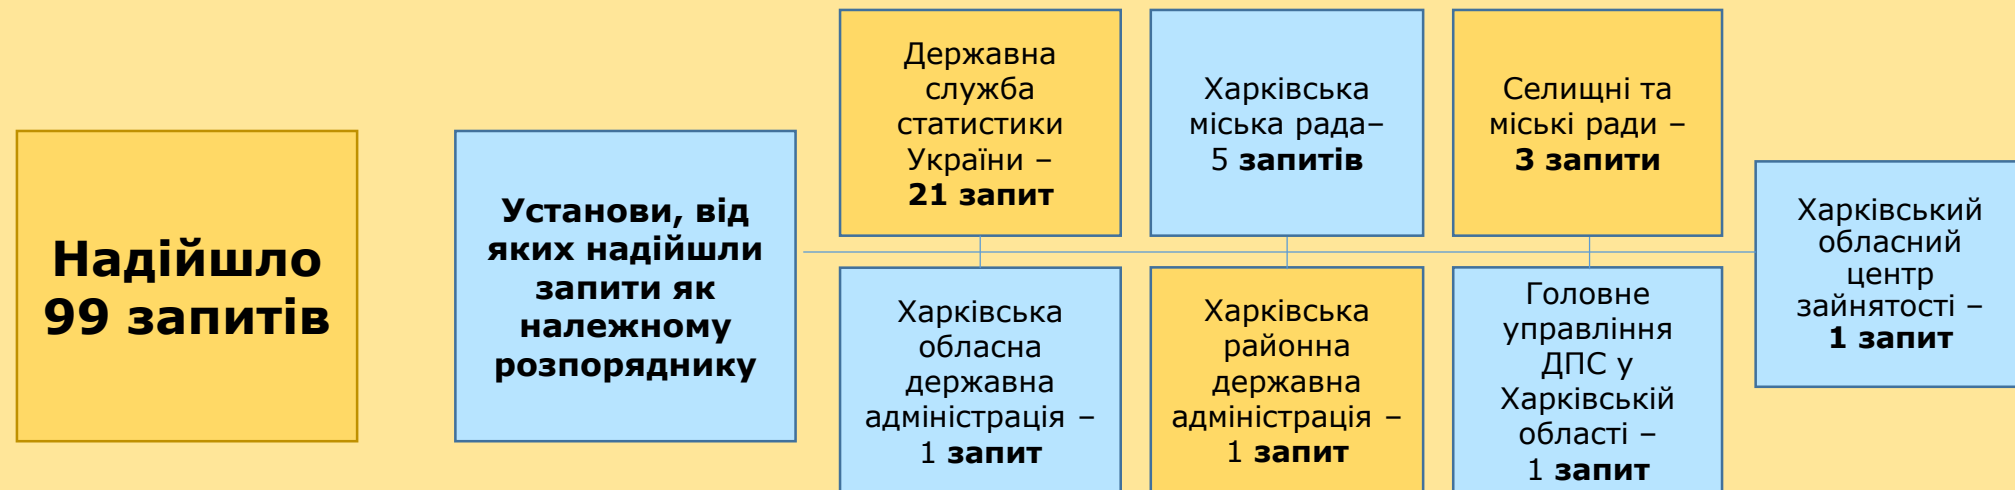 Надійшло
99 запитів
Установи, від
яких надійшли
запити як
належному
розпоряднику
Державна
служба
статистики
України –
21 запит
Харківська
міська рада–
5 запитів
Селищні та
міські ради –
3 запити
Харківська
обласна
державна
адміністрація –
1 запит
Харківська
районна
державна
адміністрація –
1 запит
Головне
управління
ДПС у
Харківській
області –
1 запит
Харківський
обласний
центр
зайнятості –
1 запит